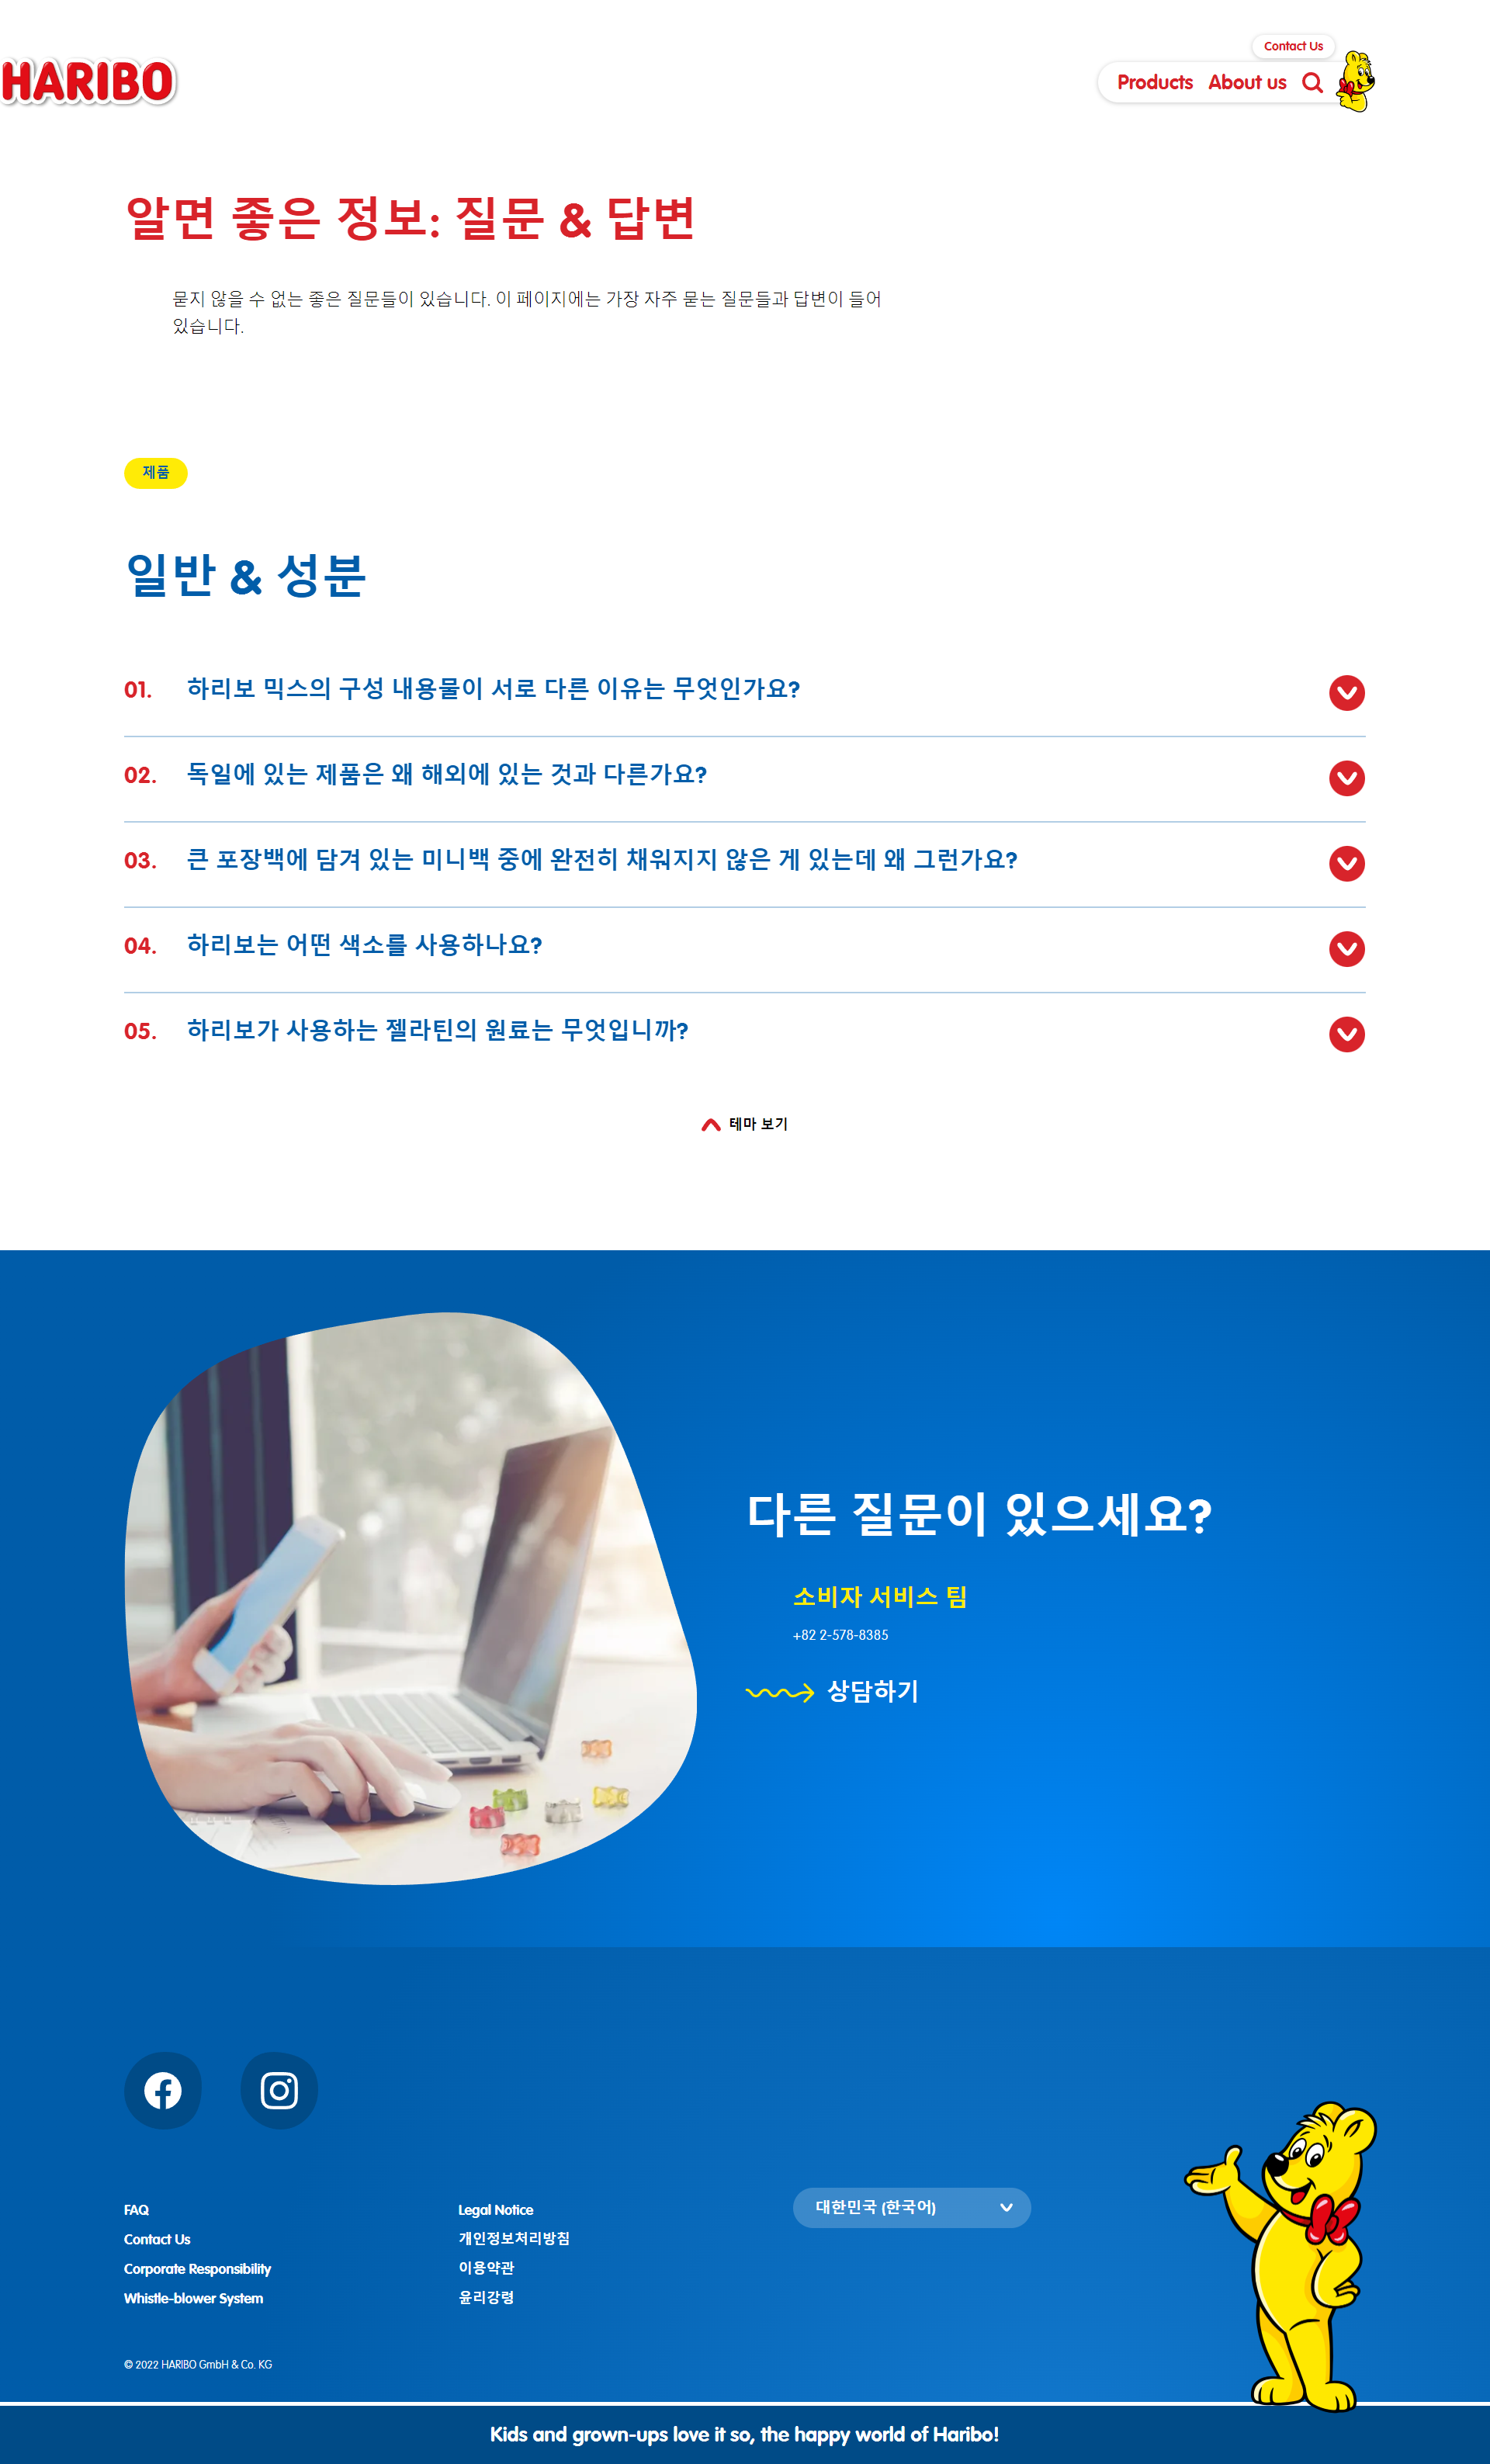 Contact Us
HARIBO
Products About us
알면 좋은 정보: 질문 & 답변
묻지 않을 수 없는 좋은 질문들이 있습니다. 이 페이지에는 가장 자주 묻는 질문들과 답변이 들어
있습니다.
제품
일반 & 성분
01. 하리보 믹스의 구성 내용물이 서로 다른 이유는 무엇인가요?
02. 독일에 있는 제품은 왜 해외에 있는 것과 다른가요?
03. 큰 포장백에 담겨 있는 미니백 중에 완전히 채워지지 않은 게 있는데 왜 그런가요?
04. 하리보는 어떤 색소를 사용하나요?
05. 하리보가 사용하는 젤라틴의 원료는 무엇입니까?
테마 보기
다른 질문이 있으세요?
소비자 서비스 팀
+82 2-578-8385
상담하기
FAQ
Contact Us
Corporate Responsibility
Whistle-blower System
Legal Notice
개인정보처리방침
이용약관
윤리강령
대한민국 (한국어)
© 2022 HARIBO GmbH & Co. KG
Kids and grown-ups love it so, the happy world of Haribo!